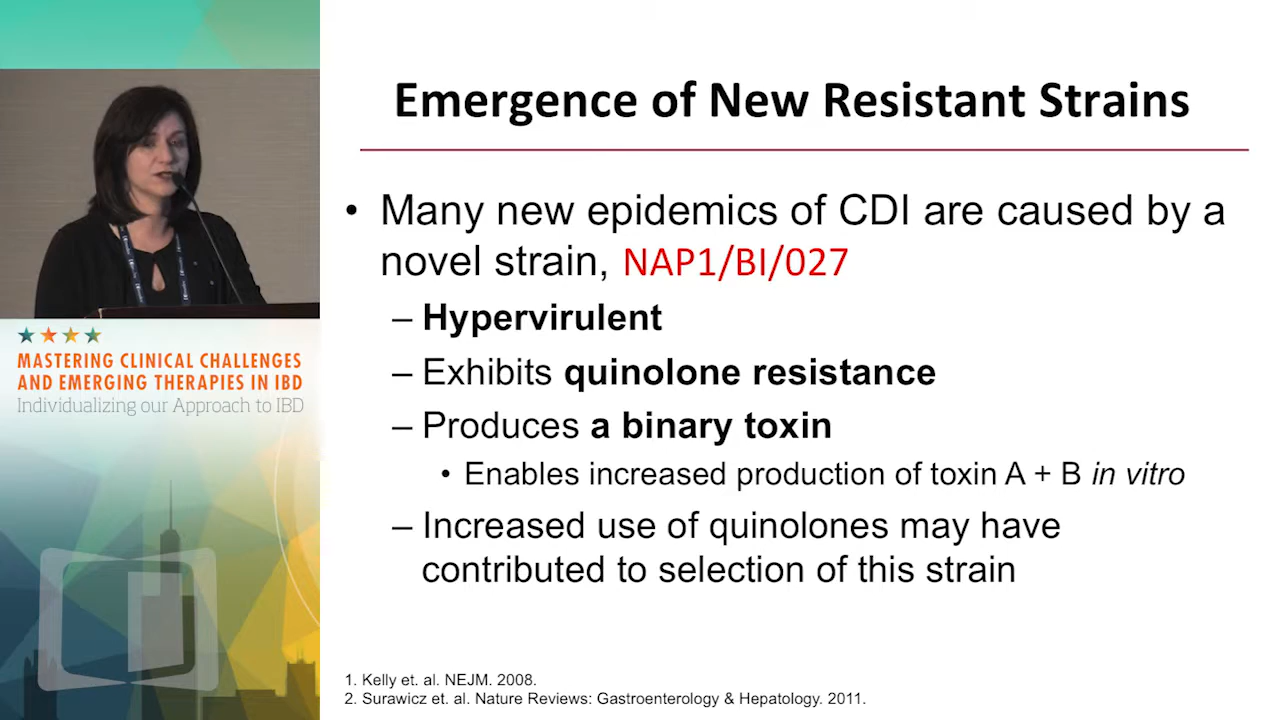 Emergence of New Resistant Strains
• Many new epidemics of CDI are caused by a
novel strain, NAP1/BI/027
– Hypervirulent
– Exhibits quinolone resistance
– Produces a binary toxin
• Enables increased production of toxin A + B in vitro
– Increased use of quinolones may have
contributed to selection of this strain
1. Kelly et. al. NEJM. 2008.
2. Surawicz et. al. Nature Reviews: Gastroenterology & Hepatology. 2011.
MASTERING CLINICAL CHALLENGES
AND EMERGING THERAPIES IN IBD
Individualizing our Approach to IBD